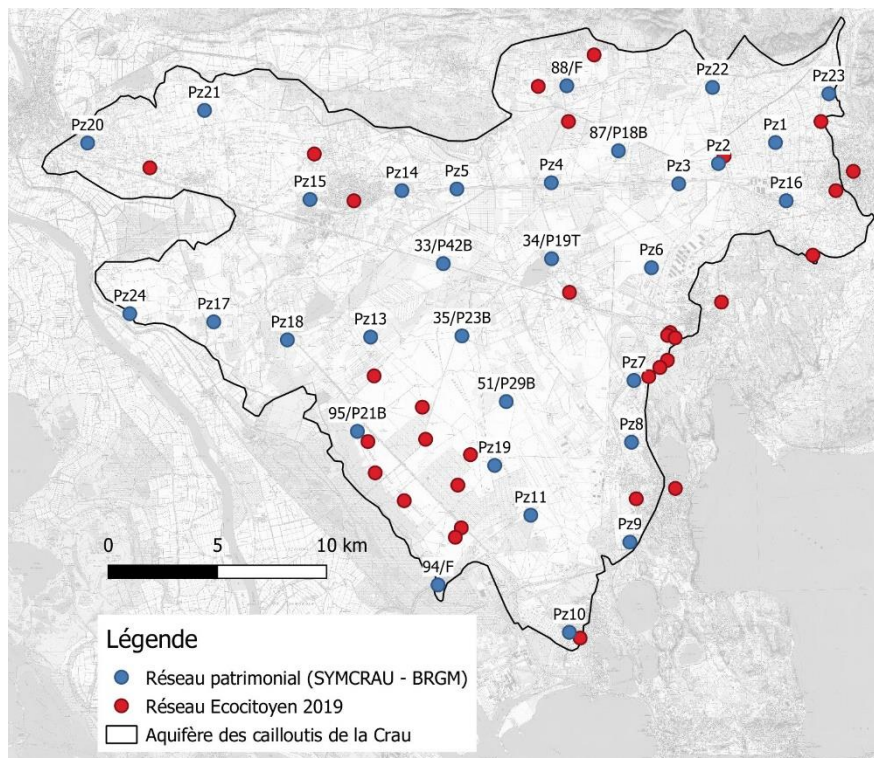 88/F
Pz22
Pz23
Pz21
Pz20
87/P18B
Pz1
Pz2
Pz4
Pz3
Pz5
Pz14
Pz15
Pz16
33/P42B
34/P19T
Pz6
Pz24
Pz17
Pz18
Pz13
35/P23B
Pz7
51/P29B
95/P21B
Pz8
Pz19
Pz11
Pz9
0 5 10 km
94/F
Pz10
Légende
Réseau patrimonial (SYMCRAU - BRGM)
Réseau Ecocitoyen 2019
Aquifère des cailloutis de la Crau